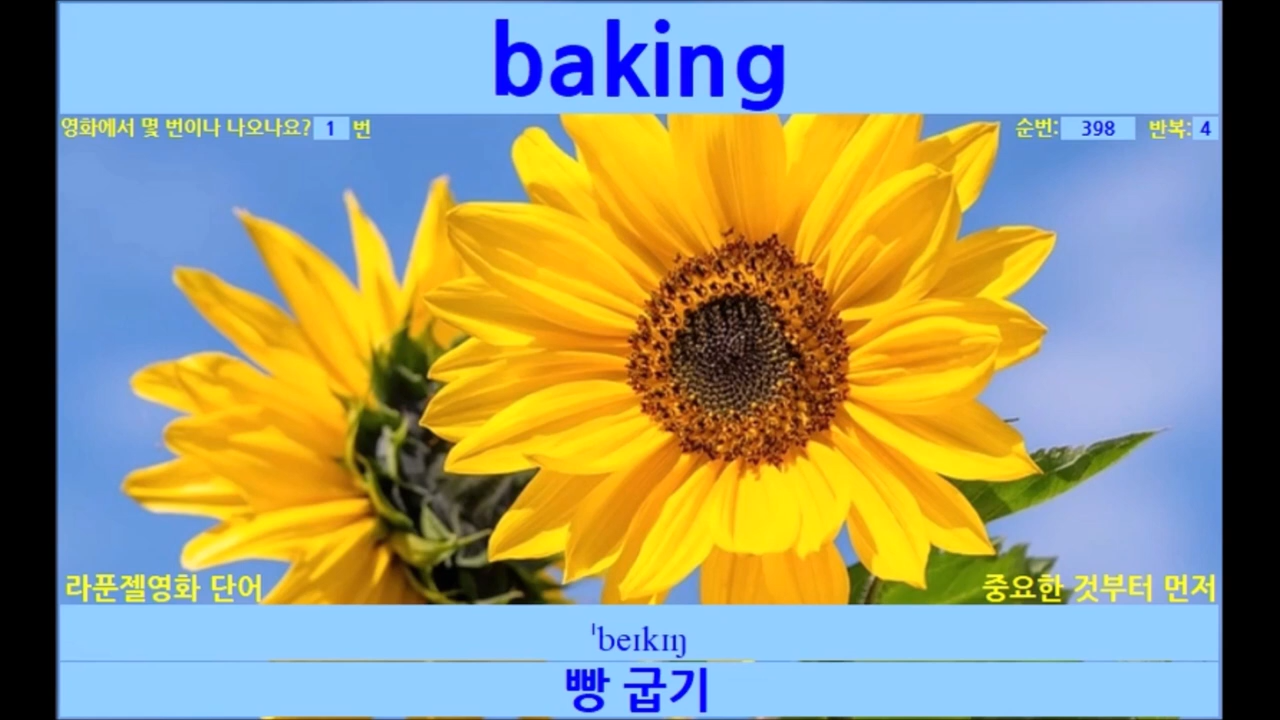 baking
영화에서 몇 번이나 나오나요? 1 번
순번: 398 반복: 4
라푼젤영화 단어
중요한 것부터 먼저
ˈbeɪkɪŋ
빵 굽기